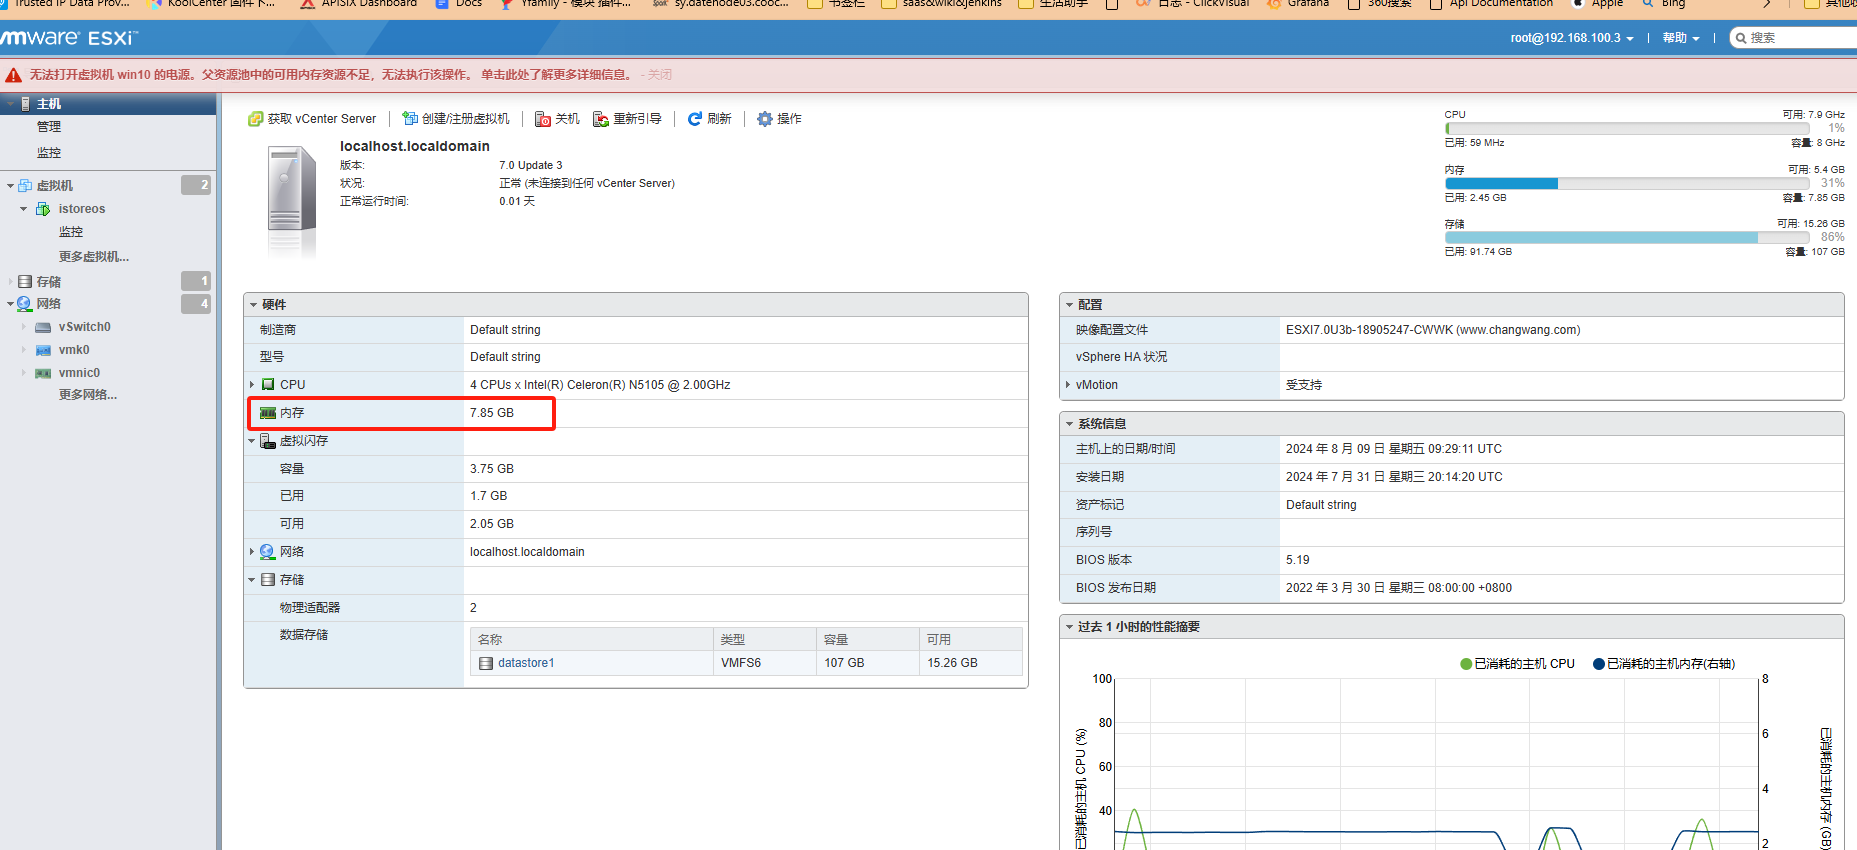 Trusted IP Data Prov... KoolCenter 固件下... APISIX Dashboard Docs Yfamily - 模块 插件... sy.datenode03.cooc... 书签栏 saas&wiki&jenkins 生活助手 日志 - ClickVisual Grafana 360搜索 Api Documentation Apple Bing
vmware ESXi™
root@192.168.100.3 | 帮助 | 搜索
无法打开虚拟机 win10 的电源。父资源池中的可用内存资源不足，无法执行该操作。 单击此处了解更多详细信息。 - 关闭
主机
管理
监控
虚拟机 2
istoreos
监控
更多虚拟机...
存储 1
网络 4
vSwitch0
vmk0
vmnic0
更多网络...
获取 vCenter Server 创建/注册虚拟机 关机 重新引导 刷新 操作
localhost.localdomain
版本: 7.0 Update 3
状况: 正常 (未连接到任何 vCenter Server)
正常运行时间: 0.01 天
CPU 可用: 7.9 GHz
1%
已用: 59 MHz 容量: 8 GHz
内存 可用: 5.4 GB
31%
已用: 2.45 GB 容量: 7.85 GB
存储 可用: 15.26 GB
86%
已用: 91.74 GB 容量: 107 GB
硬件
制造商 Default string
型号 Default string
CPU 4 CPUs x Intel(R) Celeron(R) N5105 @ 2.00GHz
内存 7.85 GB
虚拟闪存
容量 3.75 GB
已用 1.7 GB
可用 2.05 GB
网络 localhost.localdomain
存储
物理适配器 2
数据存储
名称 类型 容量 可用
datastore1 VMFS6 107 GB 15.26 GB
配置
映像配置文件 ESXI7.0U3b-18905247-CWWK (www.changwang.com)
vSphere HA 状况
vMotion 受支持
系统信息
主机上的日期/时间 2024 年 8 月 09 日 星期五 09:29:11 UTC
安装日期 2024 年 7 月 31 日 星期三 20:14:20 UTC
资产标记 Default string
序列号
BIOS 版本 5.19
BIOS 发布日期 2022 年 3 月 30 日 星期三 08:00:00 +0800
过去 1 小时的性能摘要
已消耗的主机 CPU 已消耗的主机内存(右轴)
100 8
80
6
60
4
40
2
已消耗的主机 CPU (%)
已消耗的主机内存 (GB)